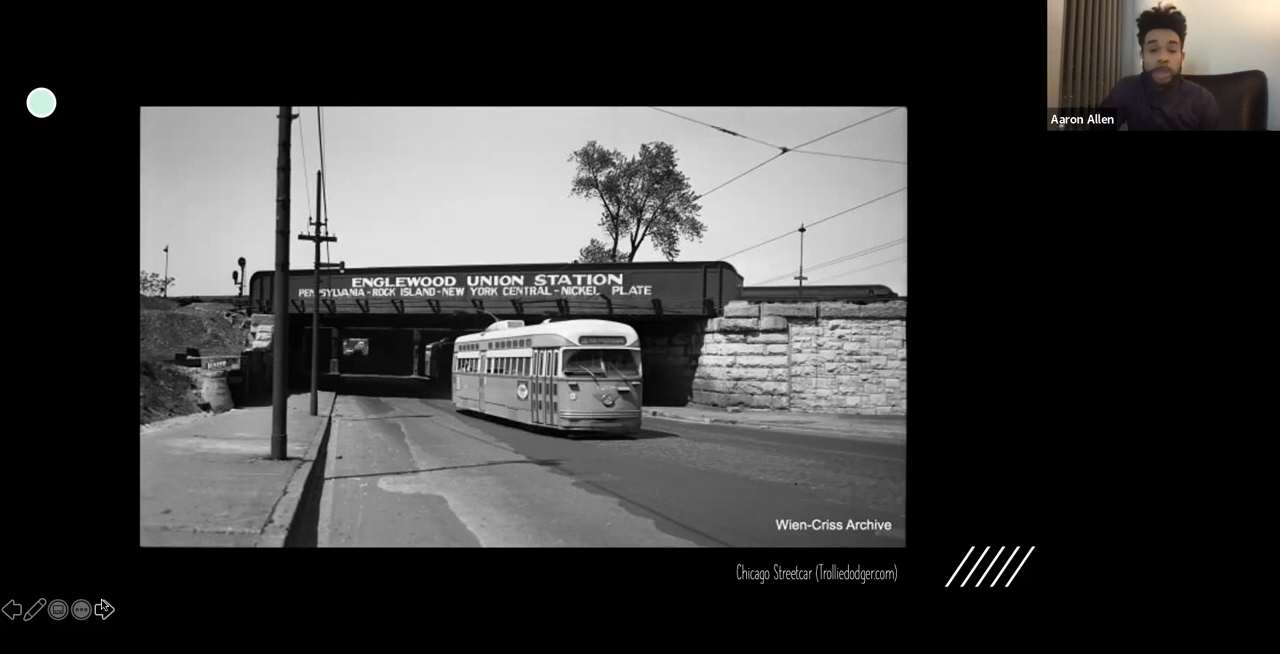 Aaron Allen
ENGLEWOOD UNION STATION
PENNSYLVANIA-ROCK ISLAND-NEW YORK CENTRAL-NICKEL PLATE
Wien-Criss Archive
Chicago Streetcar (Trolliedodger.com)